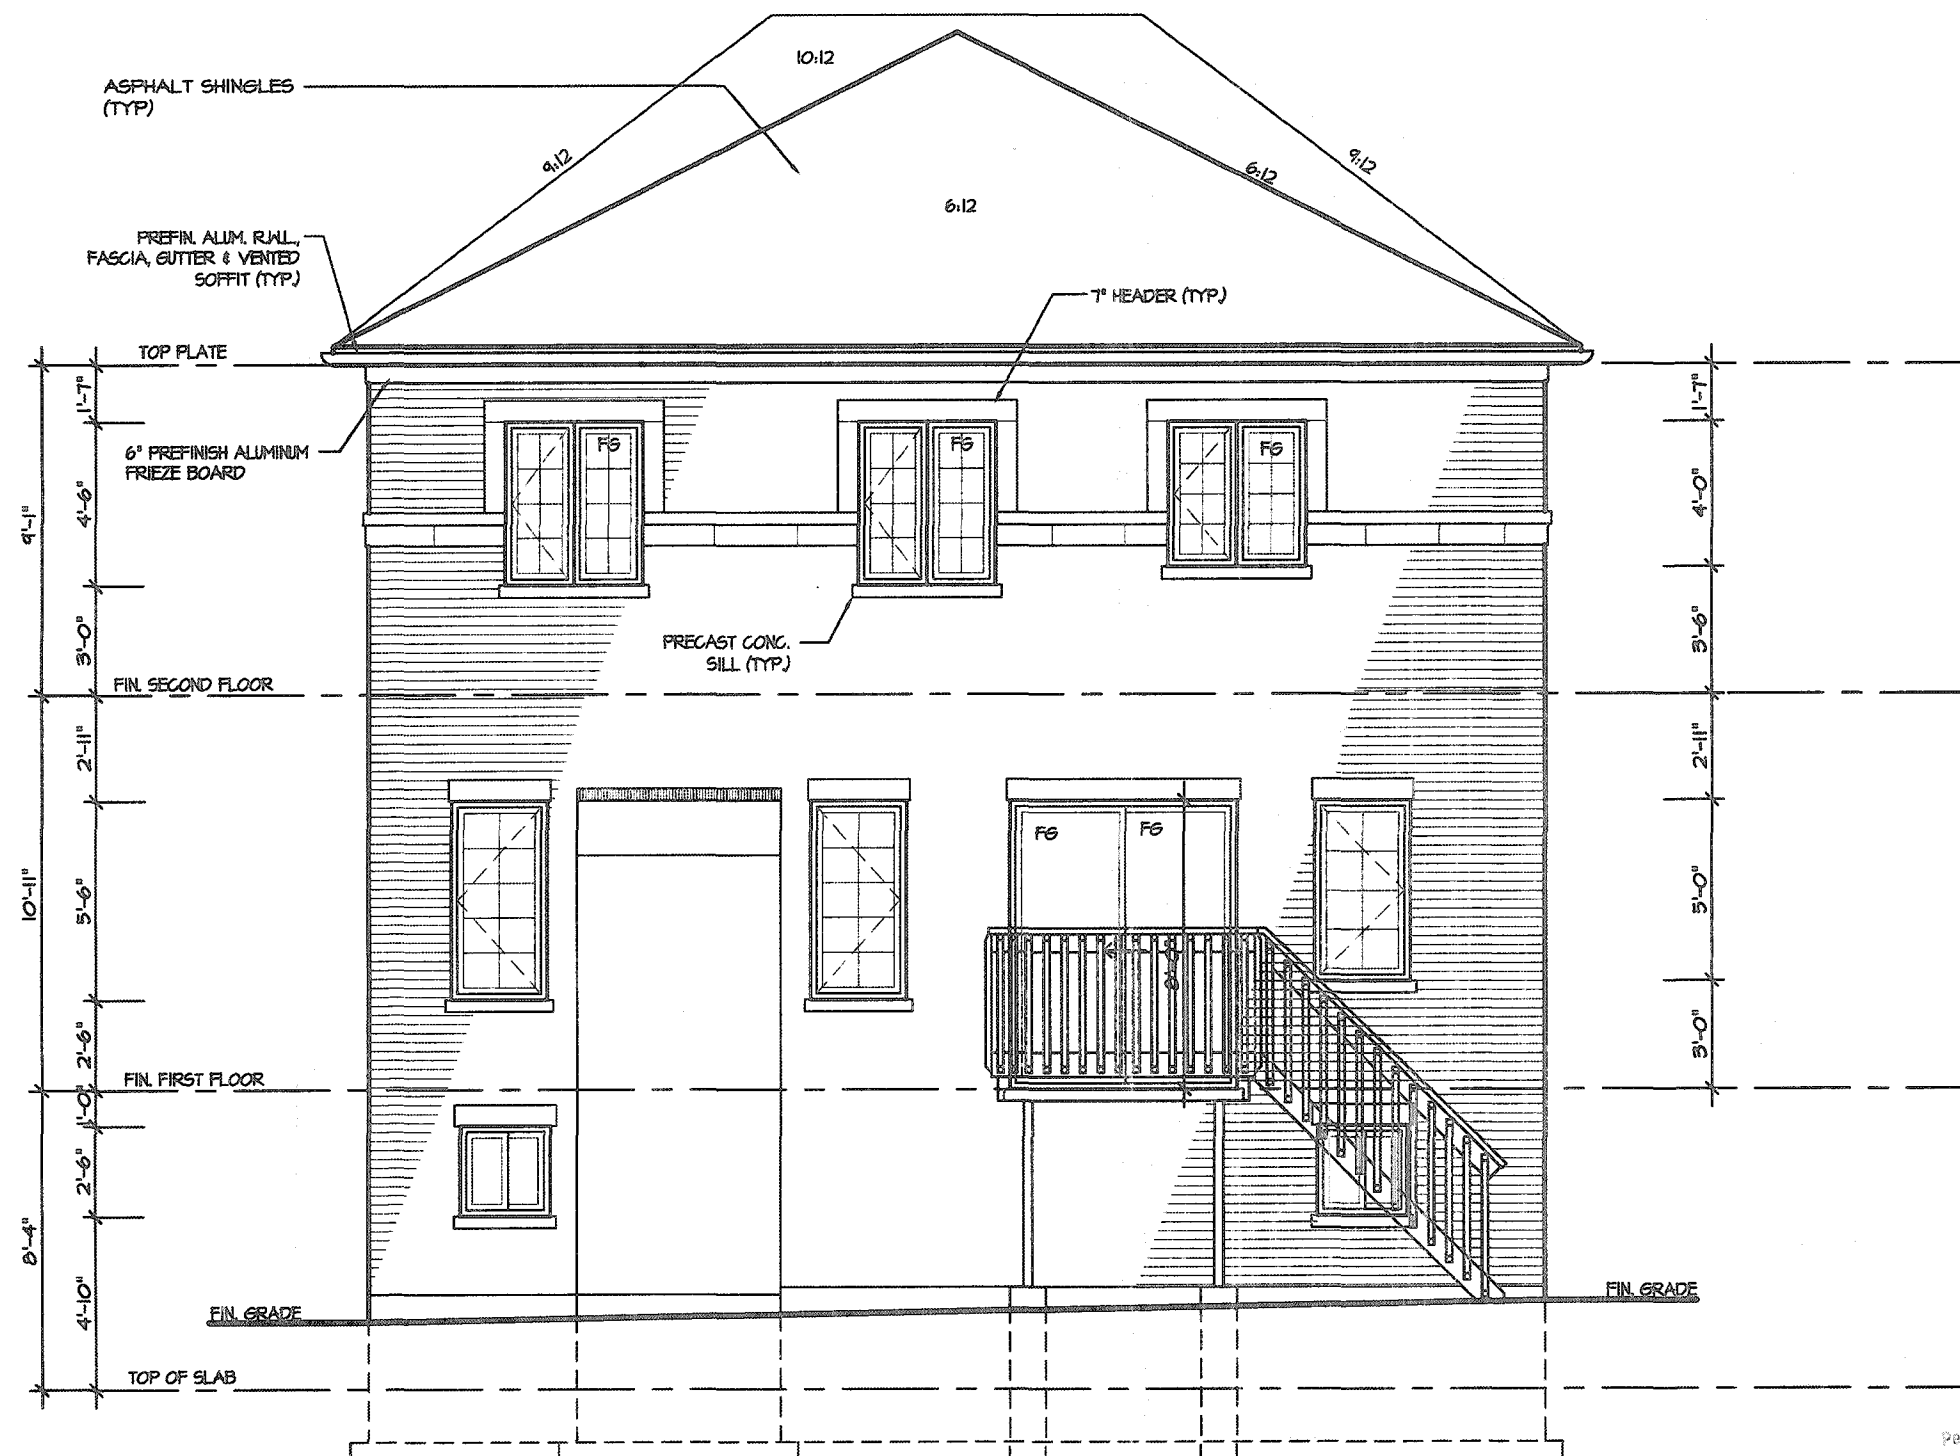 10:12
ASPHALT SHINGLES
(TYP)
9:12
9:12
6:12
6:12
PREFIN. ALUM. R.W.L.,
FASCIA, GUTTER & VENTED
SOFFIT (TYP.)
7" HEADER (TYP.)
TOP PLATE
1'-7"
1'-7"
6" PREFINISH ALUMINUM
FRIEZE BOARD
FG
FG
FG
4'-6"
4'-0"
9'-1"
3'-0"
3'-6"
PRECAST CONC.
SILL (TYP.)
FIN. SECOND FLOOR
2'-11"
2'-11"
FG
FG
10'-11"
5'-6"
5'-0"
2'-6"
3'-0"
FIN. FIRST FLOOR
1'-0"
2'-6"
8'-4"
4'-10"
FIN. GRADE
FIN. GRADE
TOP OF SLAB